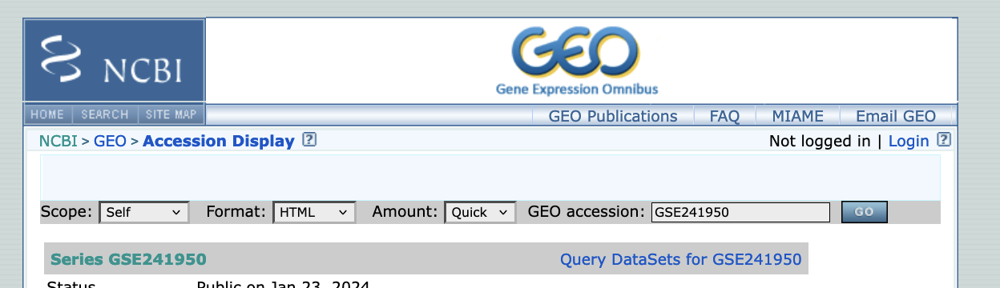 NCBI
GEO
Gene Expression Omnibus
HOME SEARCH SITE MAP GEO Publications FAQ MIAME Email GEO
NCBI > GEO > Accession Display ? Not logged in | Login ?
Scope: Self Format: HTML Amount: Quick GEO accession: GSE241950 GO
Series GSE241950 Query DataSets for GSE241950
Status Public on Jan 23, 2024